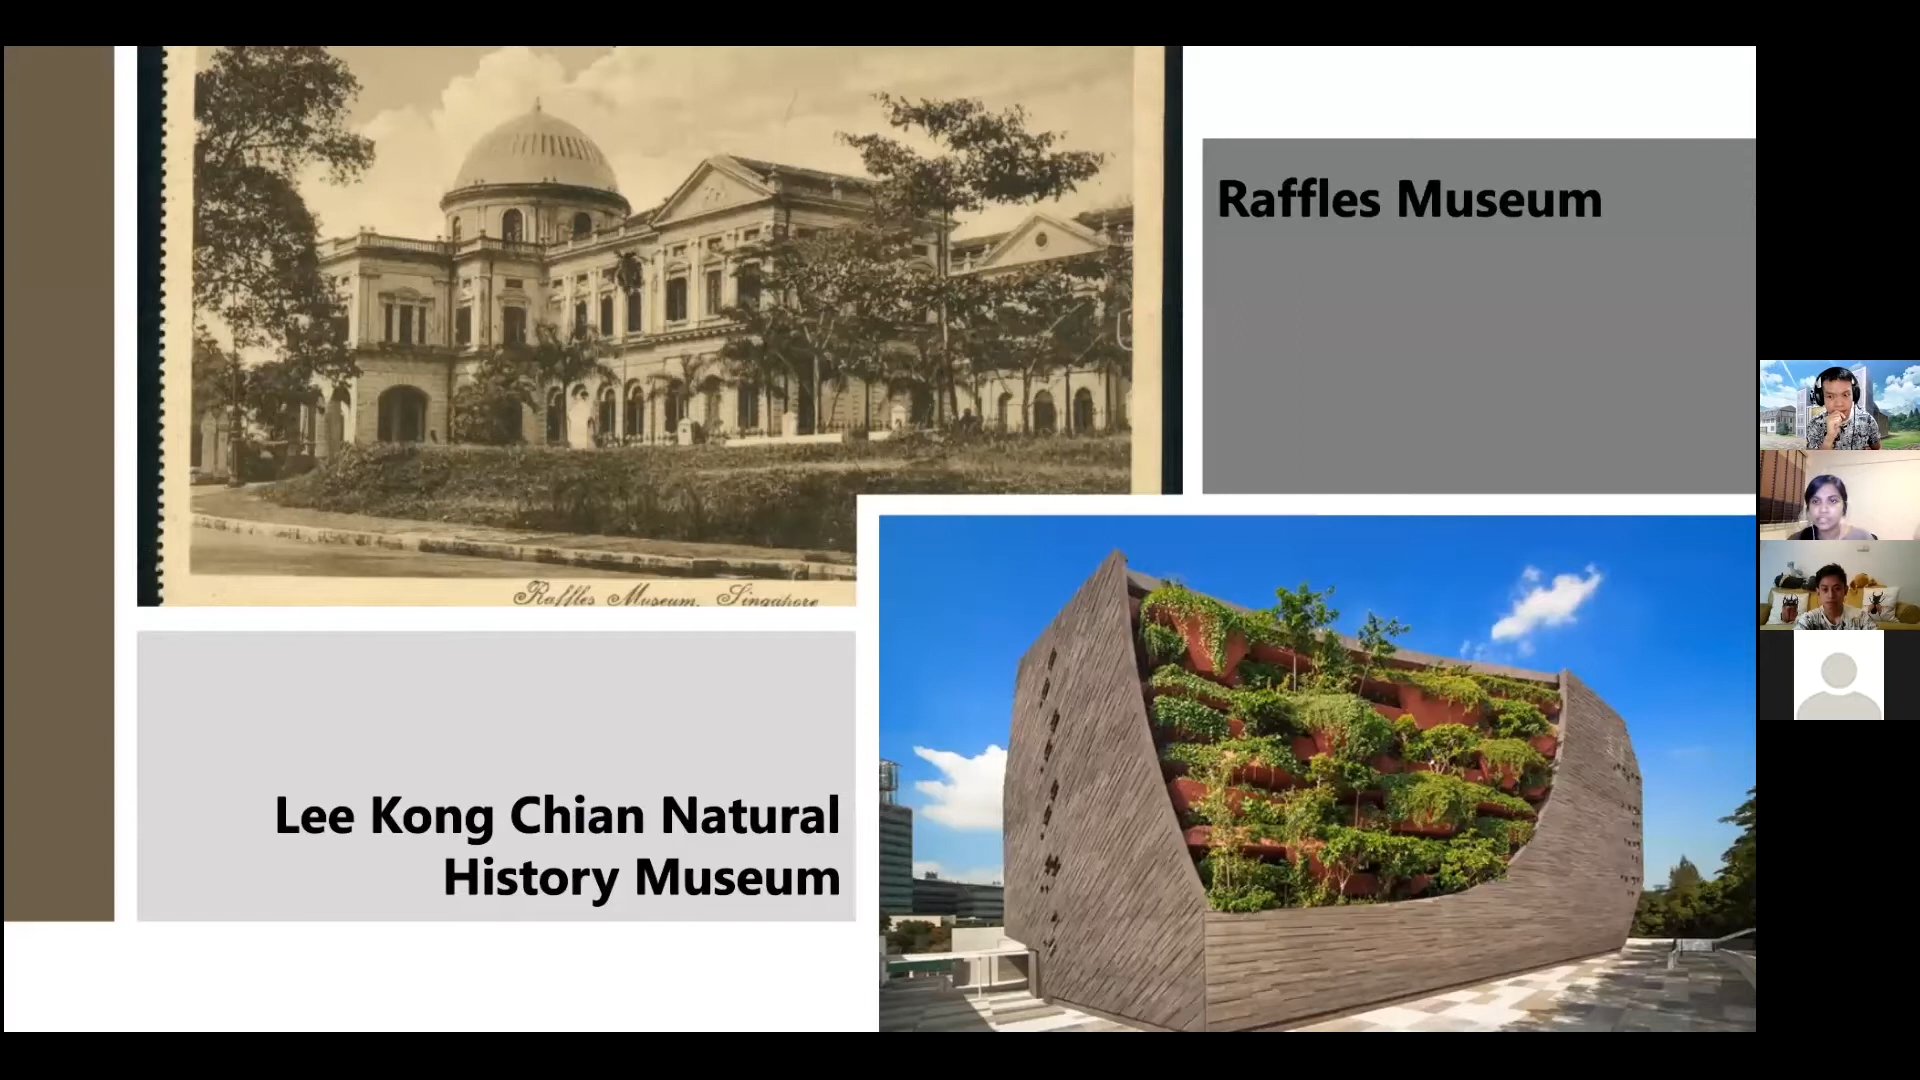 Raffles Museum
Raffles Museum, Singapore
Lee Kong Chian Natural
History Museum